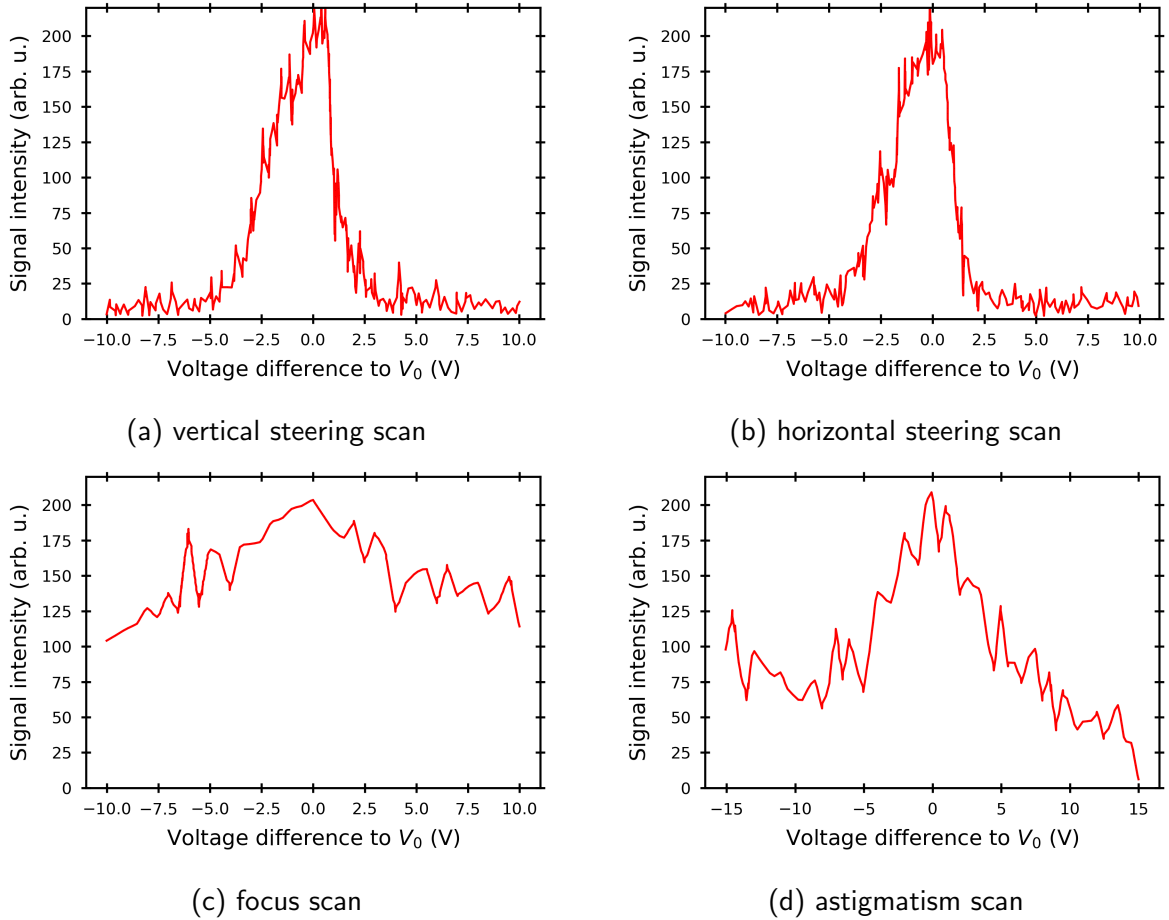 200
175
150
125
100
75
50
25
0
Signal intensity (arb. u.)
−10.0 −7.5 −5.0 −2.5 0.0 2.5 5.0 7.5 10.0
Voltage difference to V₀ (V)
(a) vertical steering scan
200
175
150
125
100
75
50
25
0
Signal intensity (arb. u.)
−10.0 −7.5 −5.0 −2.5 0.0 2.5 5.0 7.5 10.0
Voltage difference to V₀ (V)
(b) horizontal steering scan
200
175
150
125
100
75
50
25
0
Signal intensity (arb. u.)
−10.0 −7.5 −5.0 −2.5 0.0 2.5 5.0 7.5 10.0
Voltage difference to V₀ (V)
(c) focus scan
200
175
150
125
100
75
50
25
0
Signal intensity (arb. u.)
−15 −10 −5 0 5 10 15
Voltage difference to V₀ (V)
(d) astigmatism scan